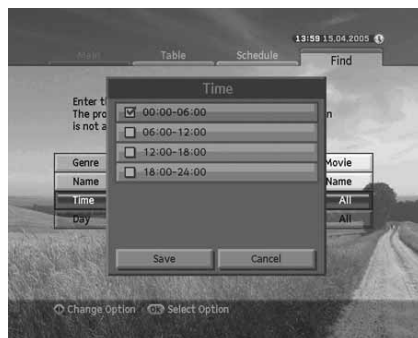 13:59 15.04.2005
Next Table Schedule Find
Time
Enter t
The pro
n
is not a
00:00-06:00
06:00-12:00
12:00-18:00
18:00-24:00
Genre Movie
Name Name
Time All
Day All
Save Cancel
Change Option OK Select Option